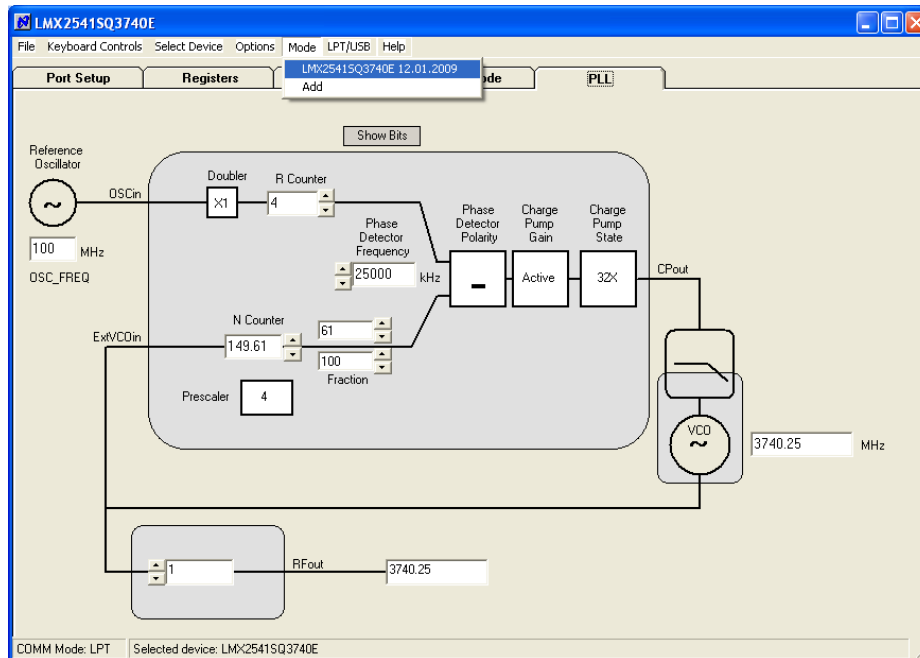 LMX2541SQ3740E
File Keyboard Controls Select Device Options Mode LPT/USB Help
LMX2541SQ3740E 12.01.2009
Add
Port Setup Registers ode PLL
Show Bits
Reference
Oscillator
OSCin
100 MHz
OSC_FREQ
Doubler
X1
R Counter
4
Phase
Detector
Frequency
25000 kHz
Phase
Detector
Polarity
-
Charge
Pump
Gain
Active
Charge
Pump
State
32X
CPout
ExtVCOin
N Counter
149.61
61
100
Fraction
Prescaler 4
VCO
~
3740.25 MHz
1
RFout
3740.25
COMM Mode: LPT Selected device: LMX2541SQ3740E